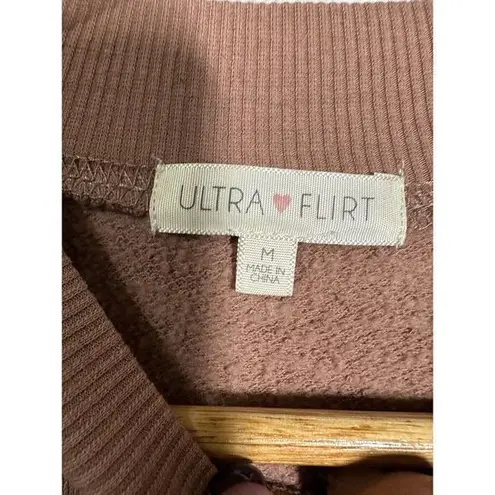 ULTRA ♥ FLIRT
M
MADE IN
CHINA